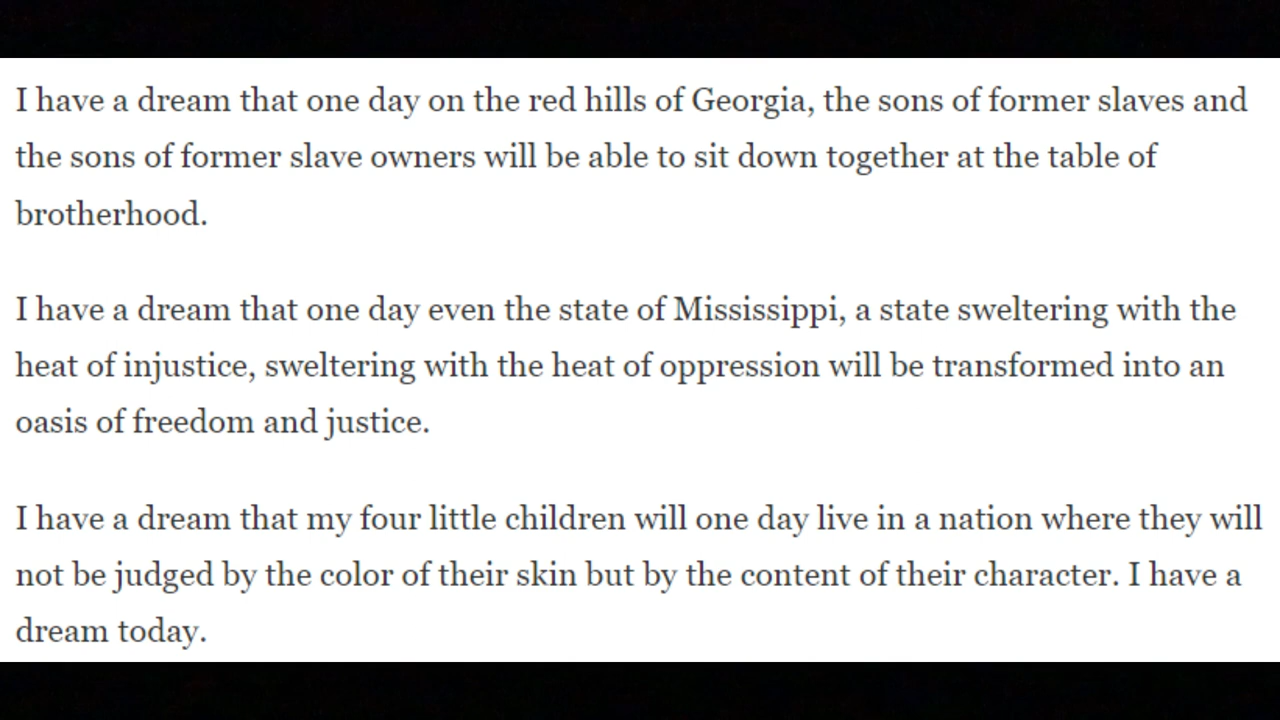 I have a dream that one day on the red hills of Georgia, the sons of former slaves and
the sons of former slave owners will be able to sit down together at the table of
brotherhood.
I have a dream that one day even the state of Mississippi, a state sweltering with the
heat of injustice, sweltering with the heat of oppression will be transformed into an
oasis of freedom and justice.
I have a dream that my four little children will one day live in a nation where they will
not be judged by the color of their skin but by the content of their character. I have a
dream today.